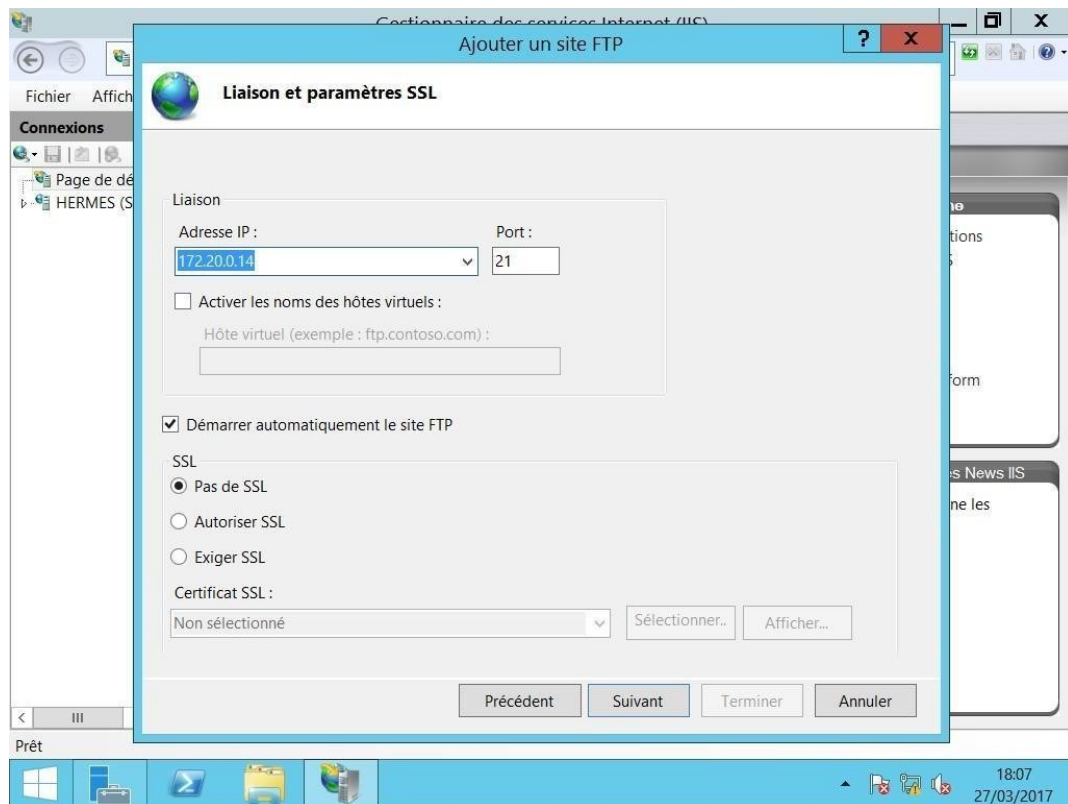 Gestionnaire des services Internet (IIS)
Ajouter un site FTP
? X
X
Fichier Affich
Liaison et paramètres SSL
Connexions
Page de dé
HERMES (S
Liaison
Adresse IP :
Port :
172.20.0.14
21
Activer les noms des hôtes virtuels :
Hôte virtuel (exemple : ftp.contoso.com) :
Démarrer automatiquement le site FTP
SSL
Pas de SSL
Autoriser SSL
Exiger SSL
Certificat SSL :
Non sélectionné
Sélectionner..
Afficher...
Précédent
Suivant
Terminer
Annuler
tions
form
s News IIS
ne les
Prêt
18:07
27/03/2017